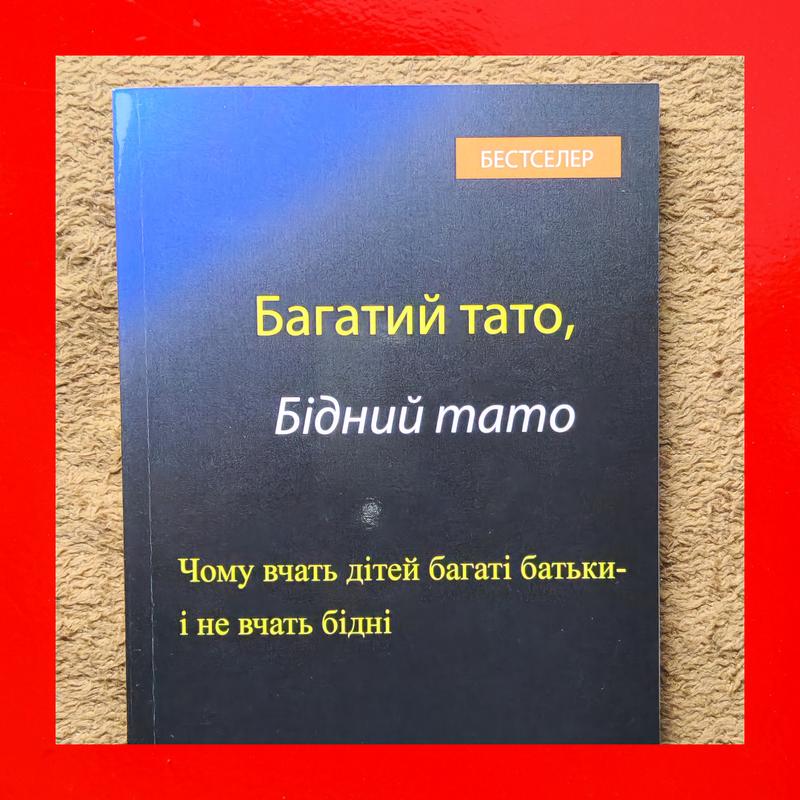 БЕСТСЕЛЕР
Багатий тато,
Бідний тато
Чому вчать дітей багаті батьки-
і не вчать бідні